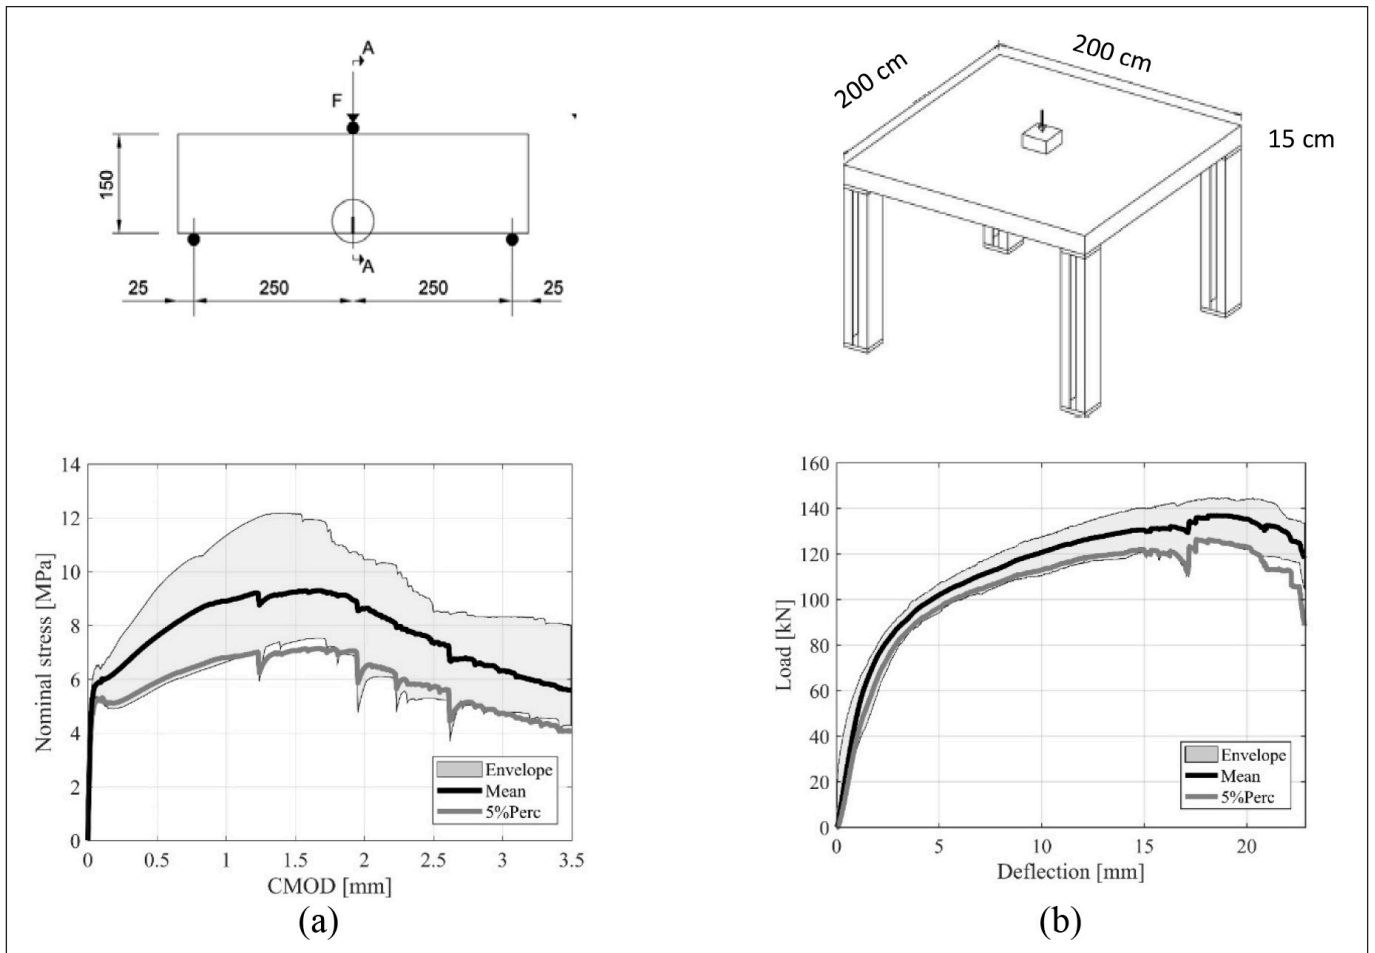 A
F
150
A
25
250
250
25
200 cm
200 cm
15 cm
14
12
10
8
6
4
2
0
Nominal stress [MPa]
Envelope
Mean
5%Perc
0
0.5
1
1.5
2
2.5
3
3.5
CMOD [mm]
(a)
160
140
120
100
80
60
40
20
0
Load [kN]
Envelope
Mean
5%Perc
0
5
10
15
20
Deflection [mm]
(b)